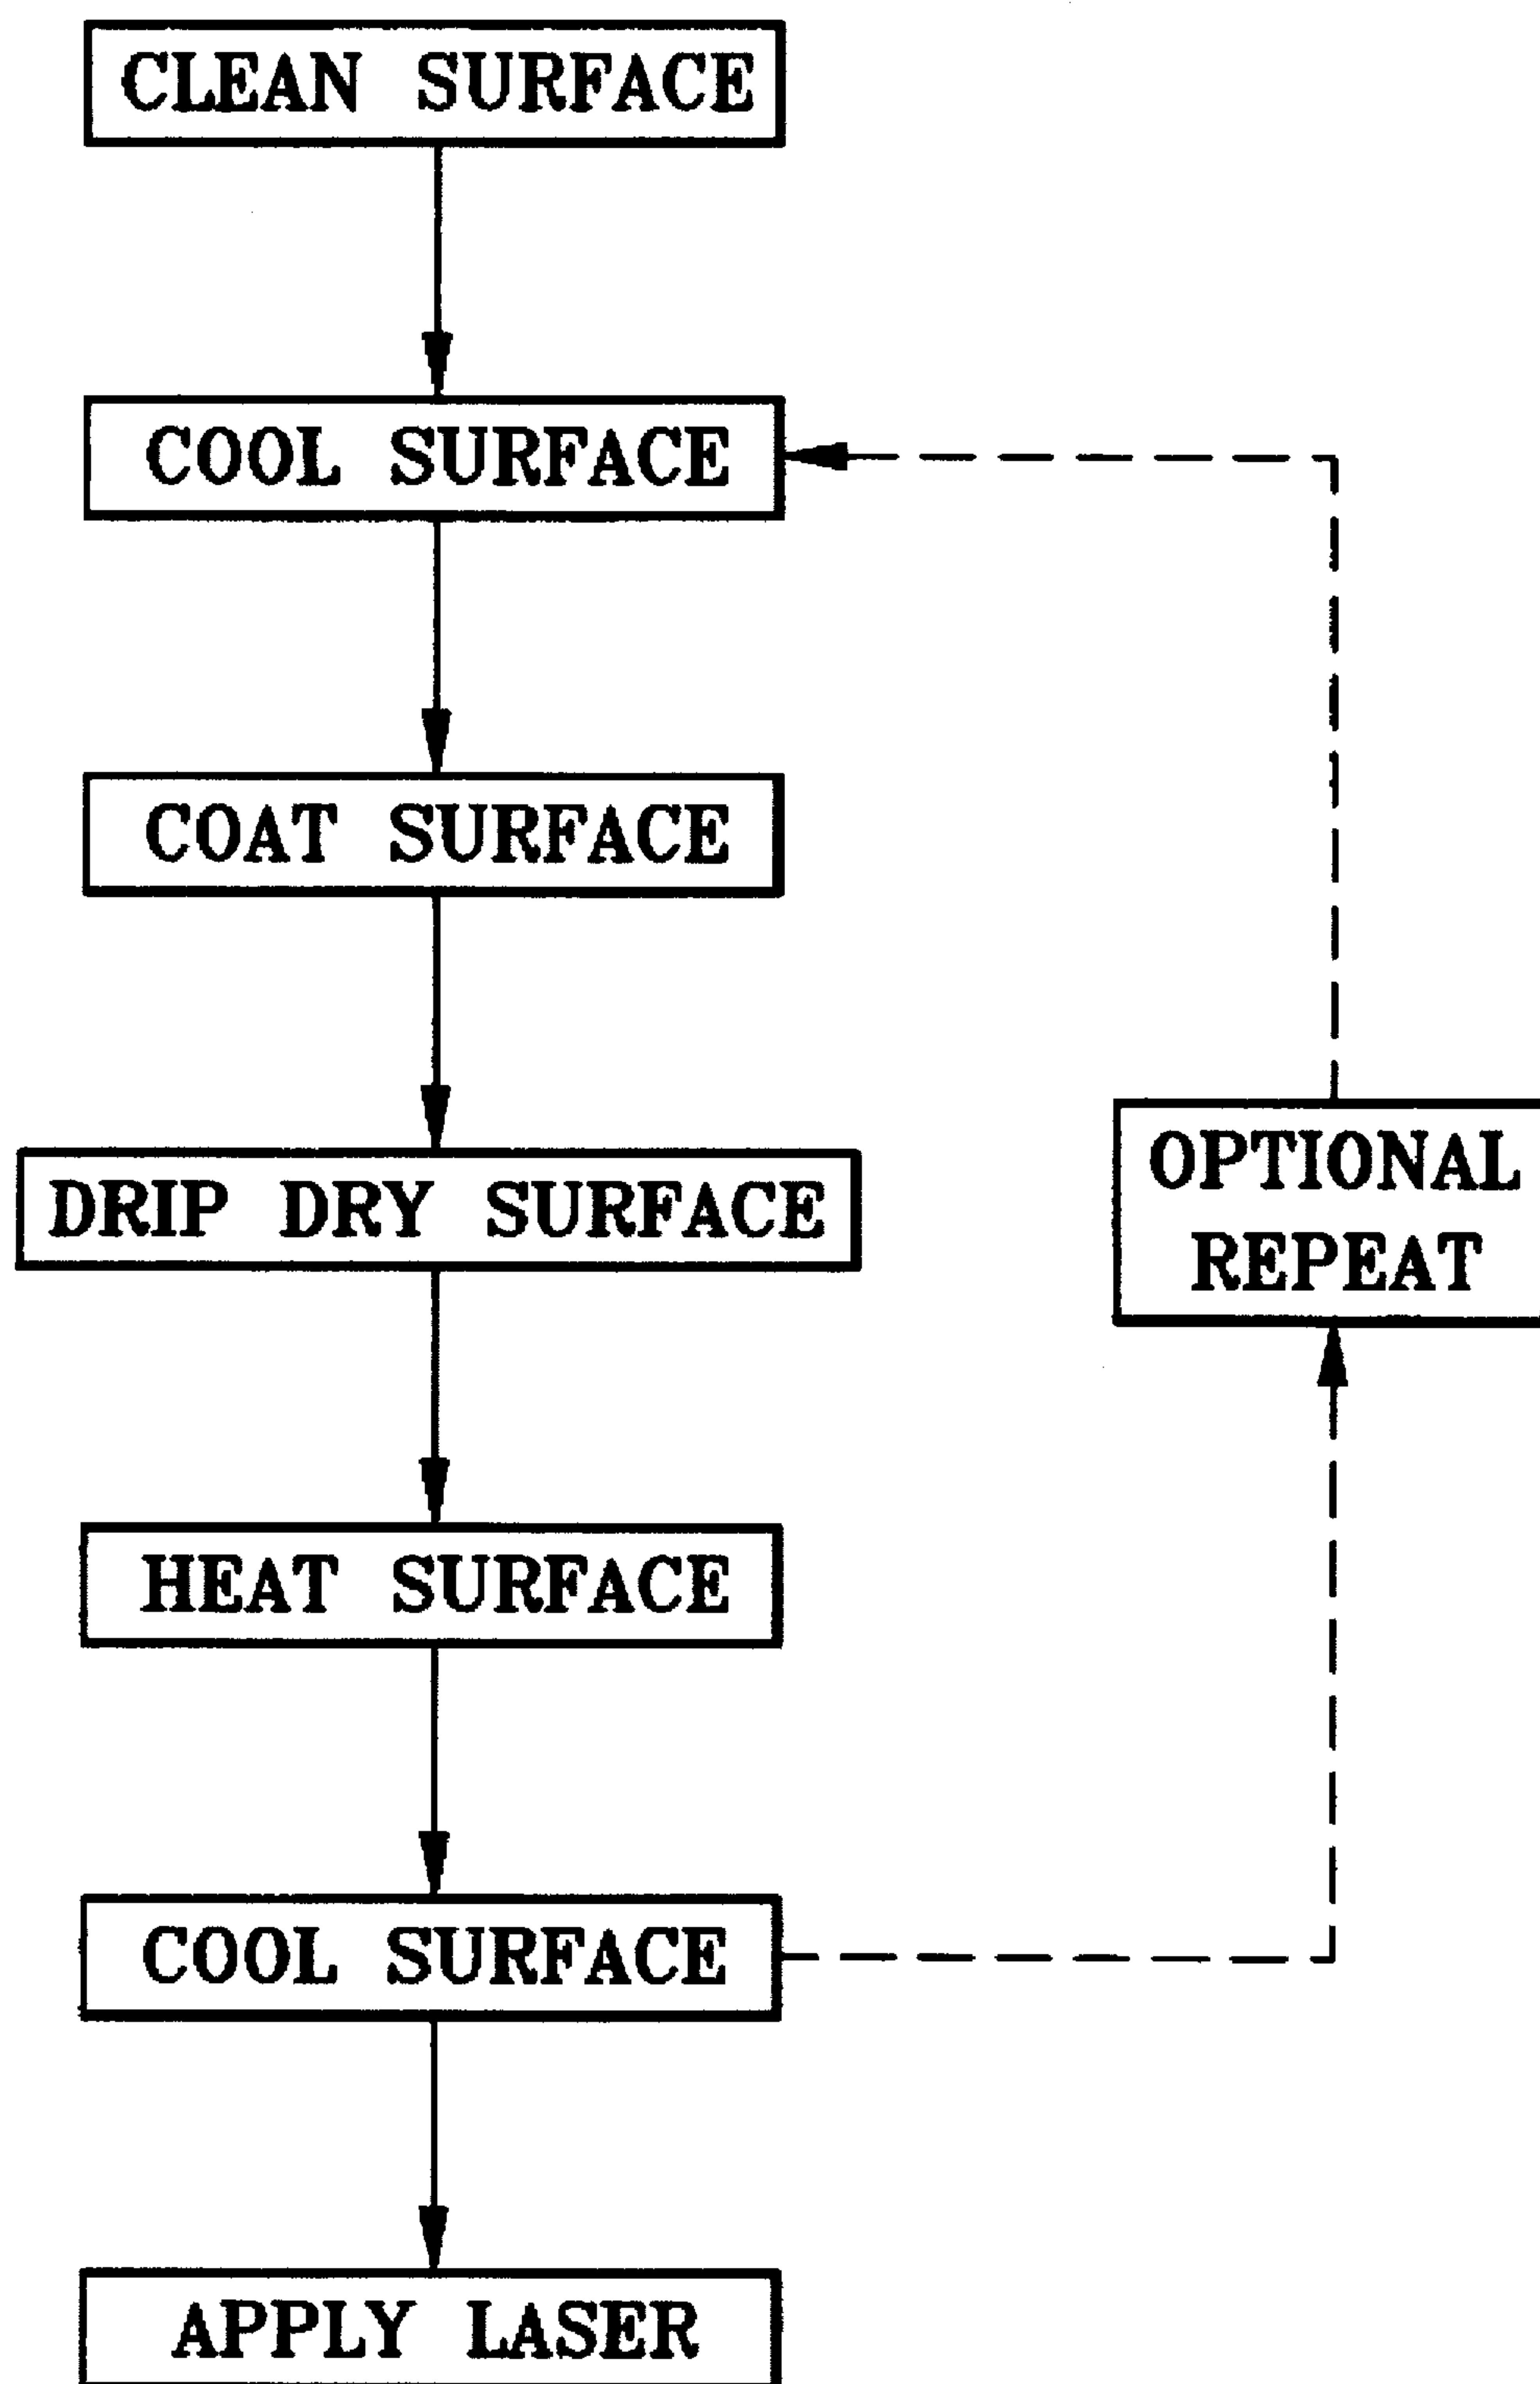 CLEAN SURFACE
COOL SURFACE
COAT SURFACE
DRIP DRY SURFACE
OPTIONAL
REPEAT
HEAT SURFACE
COOL SURFACE
APPLY LASER